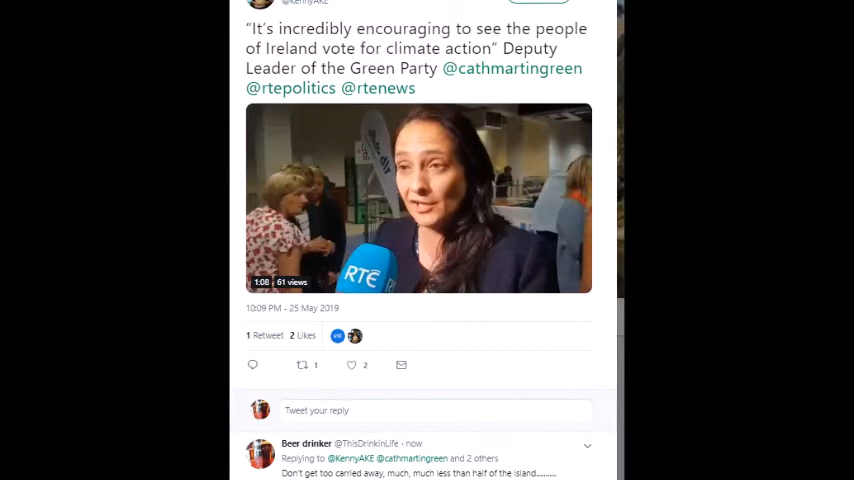 @KennyAKE
“It's incredibly encouraging to see the people
of Ireland vote for climate action” Deputy
Leader of the Green Party @cathmartingreen
@rtepolitics @rtenews
dlr
RTÉ
1:08 61 views
10:09 PM - 25 May 2019
1 Retweet 2 Likes
1 2
Tweet your reply
Beer drinker @ThisDrinkinLife · now
Replying to @KennyAKE @cathmartingreen and 2 others
Don't get too carried away, much, much less than half of the island..........